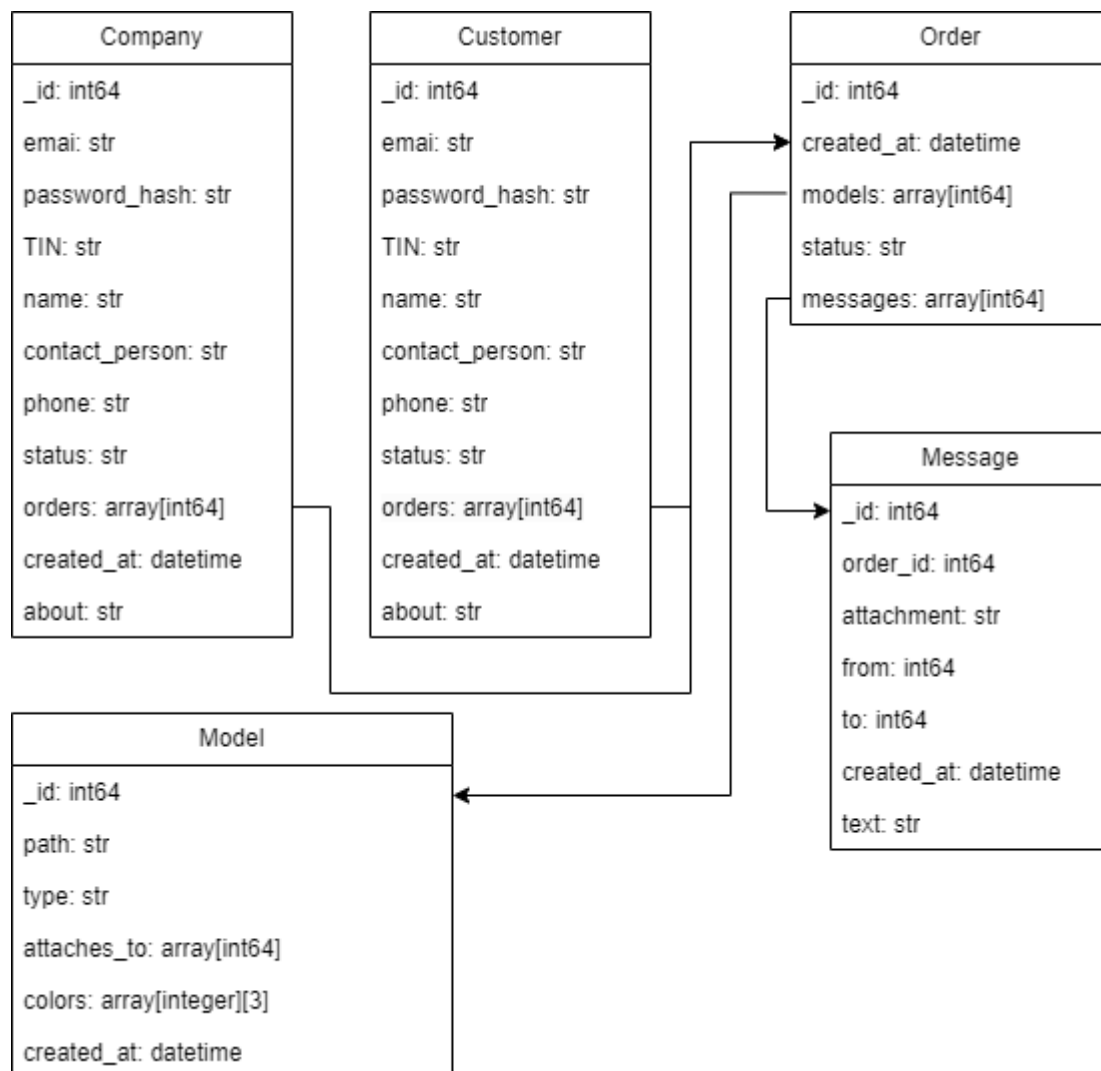 Company
_id: int64
emai: str
password_hash: str
TIN: str
name: str
contact_person: str
phone: str
status: str
orders: array[int64]
created_at: datetime
about: str
Customer
_id: int64
emai: str
password_hash: str
TIN: str
name: str
contact_person: str
phone: str
status: str
orders: array[int64]
created_at: datetime
about: str
Order
_id: int64
created_at: datetime
models: array[int64]
status: str
messages: array[int64]
Message
_id: int64
order_id: int64
attachment: str
from: int64
to: int64
created_at: datetime
text: str
Model
_id: int64
path: str
type: str
attaches_to: array[int64]
colors: array[integer][3]
created_at: datetime